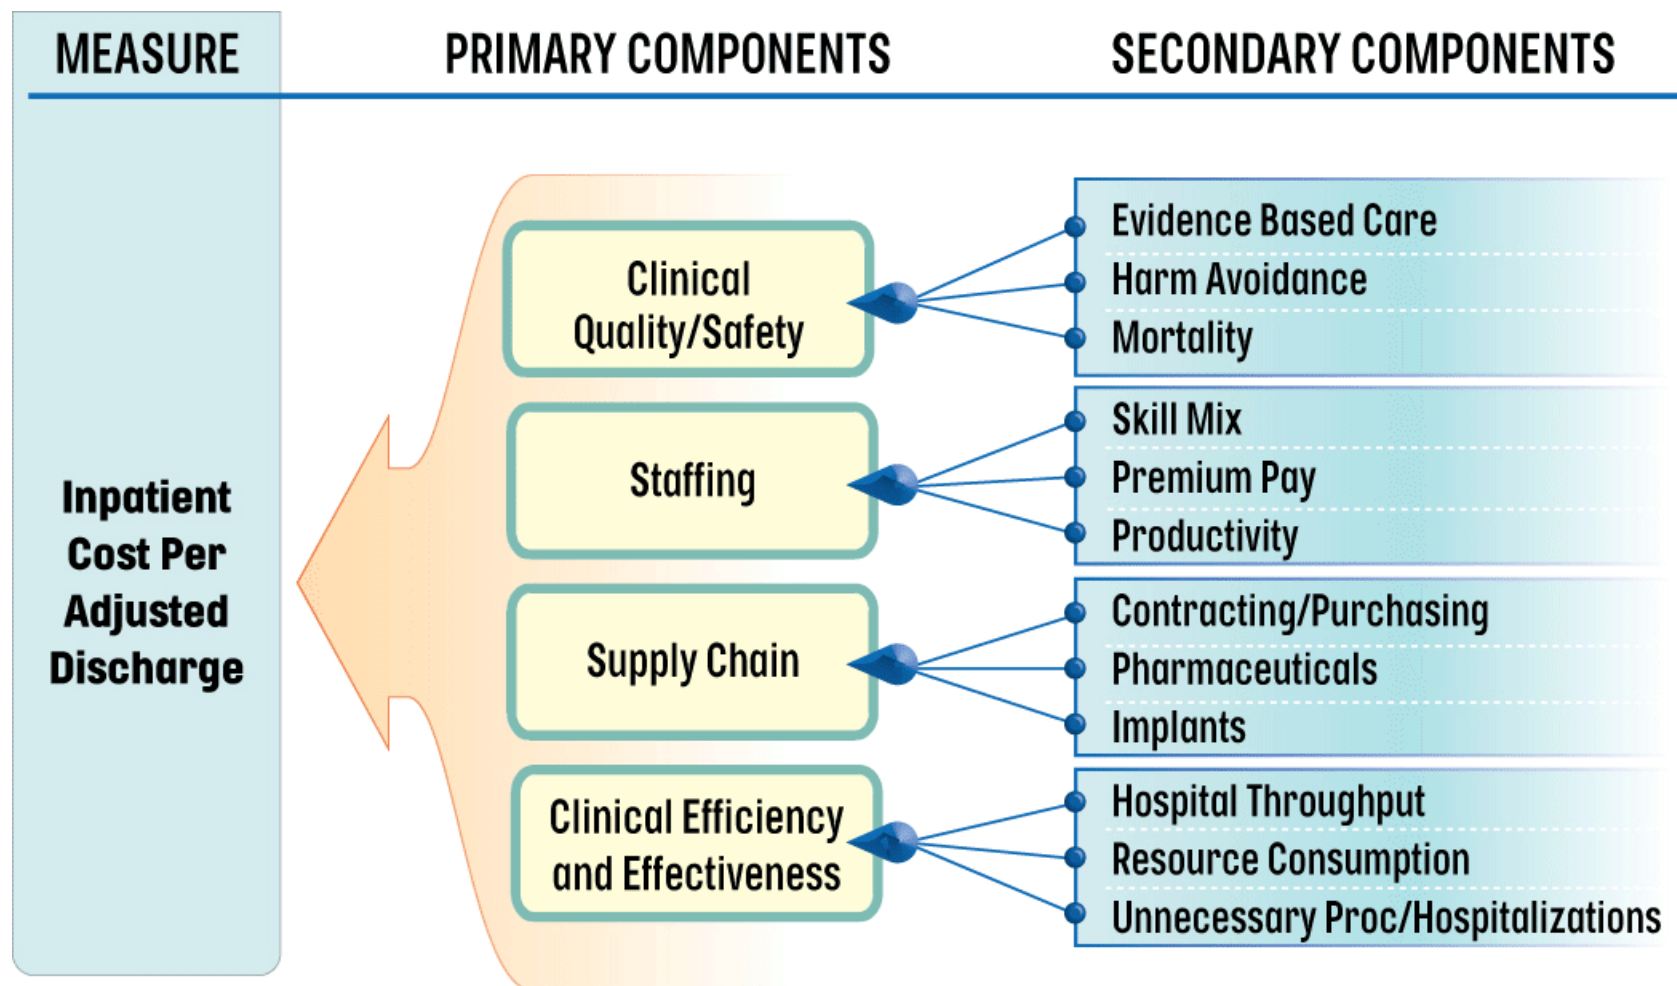 MEASURE
PRIMARY COMPONENTS
SECONDARY COMPONENTS
Inpatient
Cost Per
Adjusted
Discharge
Clinical
Quality/Safety
Evidence Based Care
Harm Avoidance
Mortality
Staffing
Skill Mix
Premium Pay
Productivity
Supply Chain
Contracting/Purchasing
Pharmaceuticals
Implants
Clinical Efficiency
and Effectiveness
Hospital Throughput
Resource Consumption
Unnecessary Proc/Hospitalizations